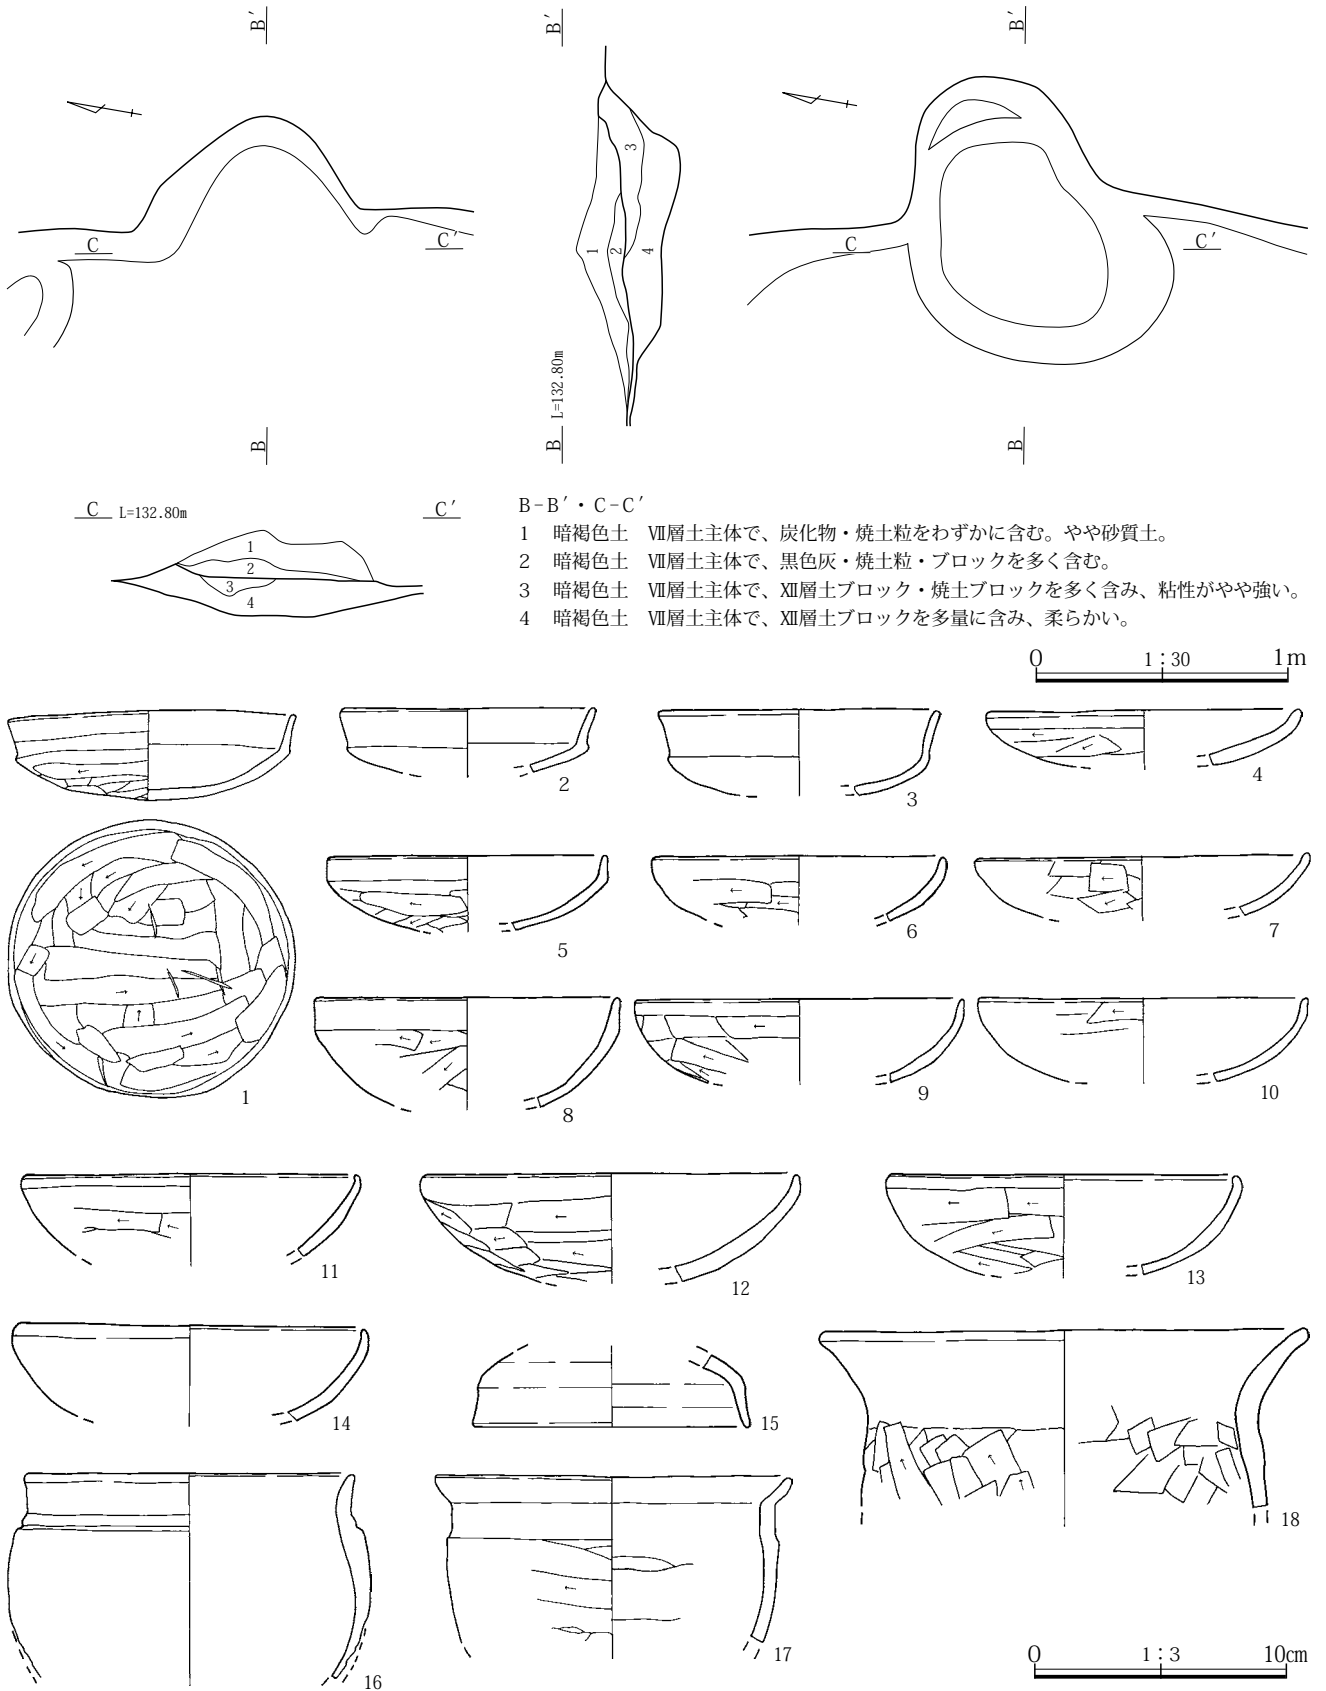 B′
B′
B′
C
C′
1
2
3
4
C
C′
L=132.80m
B
B
B
C L=132.80m C′
1
2
3
4
B-B′・C-C′
1 暗褐色土 Ⅶ層土主体で、炭化物・焼土粒をわずかに含む。やや砂質土。
2 暗褐色土 Ⅶ層土主体で、黒色灰・焼土粒・ブロックを多く含む。
3 暗褐色土 Ⅶ層土主体で、Ⅻ層土ブロック・焼土ブロックを多く含み、粘性がやや強い。
4 暗褐色土 Ⅶ層土主体で、Ⅻ層土ブロックを多量に含み、柔らかい。
0 1：30 1m
2
3
4
5
6
7
1
8
9
10
11
12
13
14
15
18
16
17
0 1：3 10cm